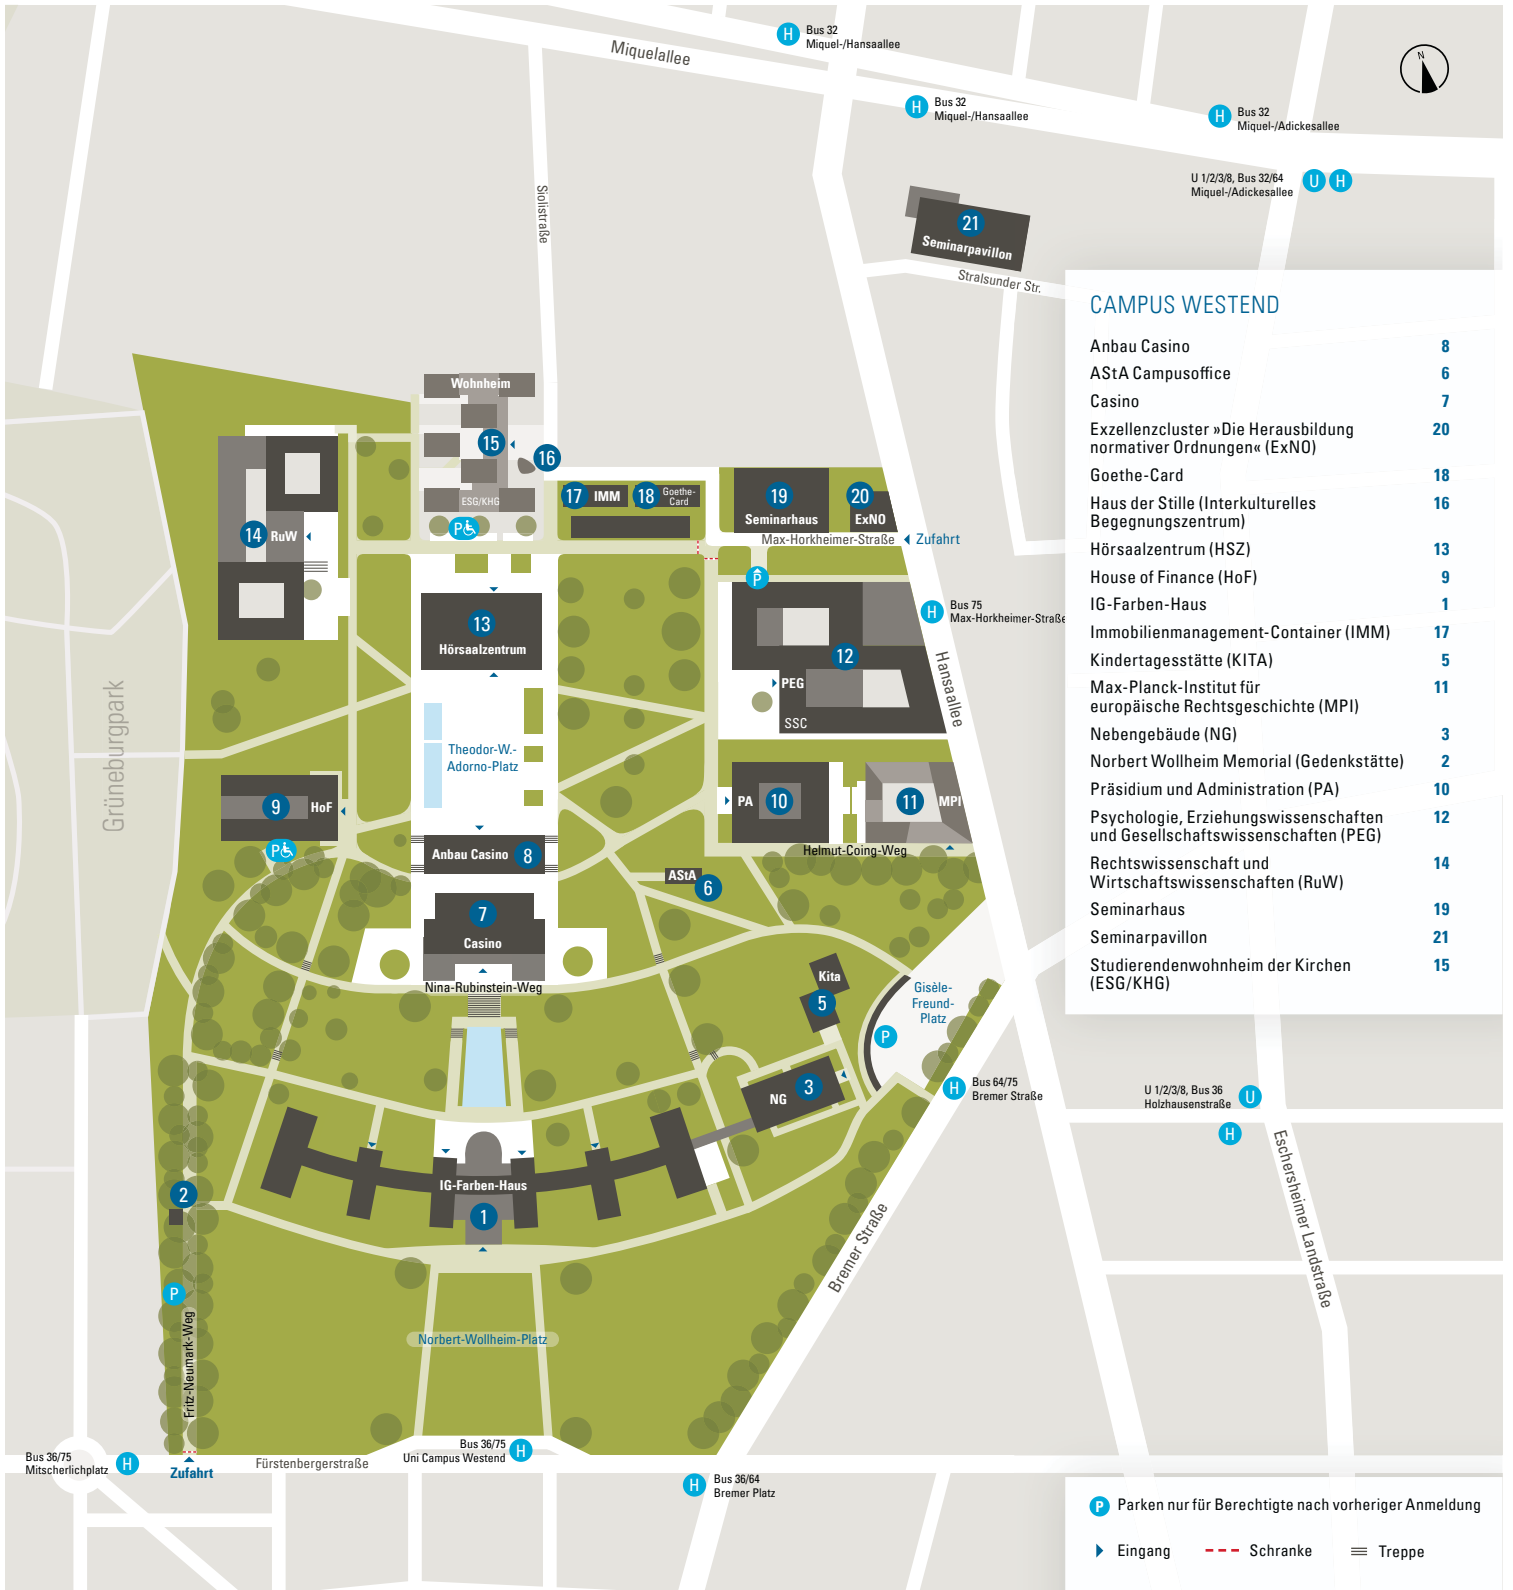 Bus 32
Miquel-/Hansaallee
Miquelallee
N
H
H
Bus 32
Miquel-/Hansaallee
H
Bus 32
Miquel-/Adickesallee
U 1/2/3/8, Bus 32/64
Miquel-/Adickesallee
U
H
Siolistraße
21
Seminarpavillon
Stralsunder Str.
CAMPUS WESTEND
Anbau Casino 8
AStA Campusoffice 6
Casino 7
Exzellenzcluster »Die Herausbildung 20
normativer Ordnungen« (ExNO)
Goethe-Card 18
Haus der Stille (Interkulturelles 16
Begegnungszentrum)
Hörsaalzentrum (HSZ) 13
House of Finance (HoF) 9
IG-Farben-Haus 1
Immobilienmanagement-Container (IMM) 17
Kindertagesstätte (KITA) 5
Max-Planck-Institut für 11
europäische Rechtsgeschichte (MPI)
Nebengebäude (NG) 3
Norbert Wollheim Memorial (Gedenkstätte) 2
Präsidium und Administration (PA) 10
Psychologie, Erziehungswissenschaften 12
und Gesellschaftswissenschaften (PEG)
Rechtswissenschaft und 14
Wirtschaftswissenschaften (RuW)
Seminarhaus 19
Seminarpavillon 21
Studierendenwohnheim der Kirchen 15
(ESG/KHG)
Wohnheim
15
16
ESG/KHG
P
17 IMM
18 Goethe-
Card
19
Seminarhaus
20
ExNO
Max-Horkheimer-Straße
Zufahrt
14 RuW
P
H
Bus 75
Max-Horkheimer-Straße
13
Hörsaalzentrum
12
PEG
SSC
Hansaallee
Grüneburgpark
Theodor-W.-
Adorno-Platz
9 HoF
P
PA 10
11 MPI
Helmut-Coing-Weg
Anbau Casino 8
AStA
6
7
Casino
Nina-Rubinstein-Weg
Kita
5
Gisèle-
Freund-
Platz
P
3
NG
H
Bus 64/75
Bremer Straße
U 1/2/3/8, Bus 36
Holzhausenstraße
U
H
Eschersheimer Landstraße
IG-Farben-Haus
1
2
Bremer Straße
P
Fritz-Neumark-Weg
Norbert-Wollheim-Platz
Bus 36/75
Mitscherlichplatz
H
Zufahrt
Fürstenbergerstraße
Bus 36/75
Uni Campus Westend
H
H
Bus 36/64
Bremer Platz
P Parken nur für Berechtigte nach vorheriger Anmeldung
Eingang
Schranke
Treppe